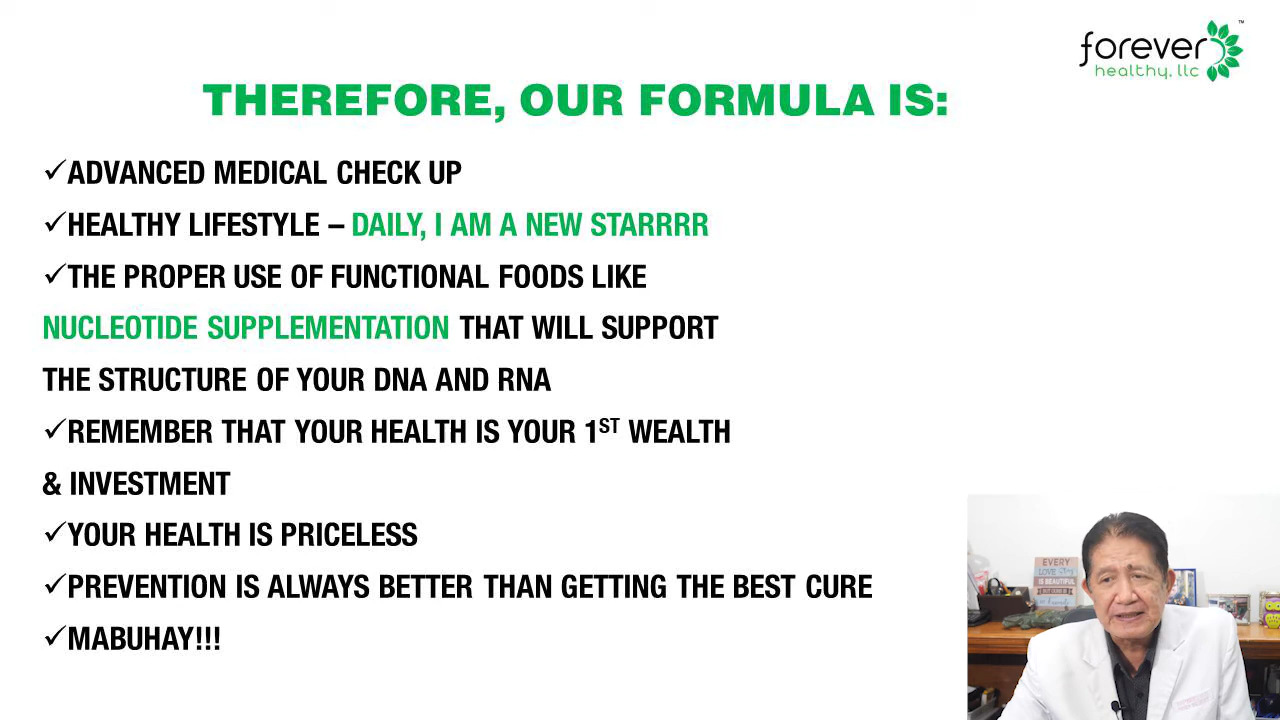 forever
healthy, llc
™
THEREFORE, OUR FORMULA IS:
✓ADVANCED MEDICAL CHECK UP
✓HEALTHY LIFESTYLE – DAILY, I AM A NEW STARRRR
✓THE PROPER USE OF FUNCTIONAL FOODS LIKE
NUCLEOTIDE SUPPLEMENTATION THAT WILL SUPPORT
THE STRUCTURE OF YOUR DNA AND RNA
✓REMEMBER THAT YOUR HEALTH IS YOUR 1ST WEALTH
& INVESTMENT
✓YOUR HEALTH IS PRICELESS
✓PREVENTION IS ALWAYS BETTER THAN GETTING THE BEST CURE
✓MABUHAY!!!
EVERY
LOVE Story
IS BEAUTIFUL